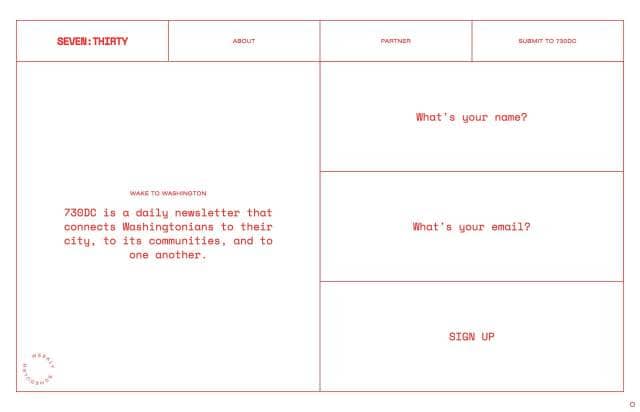 SEVEN:THIRTY
ABOUT
PARTNER
SUBMIT TO 730DC
WAKE TO WASHINGTON
730DC is a daily newsletter that
connects Washingtonians to their
city, to its communities, and to
one another.
What's your name?
What's your email?
SIGN UP
WEEKLY